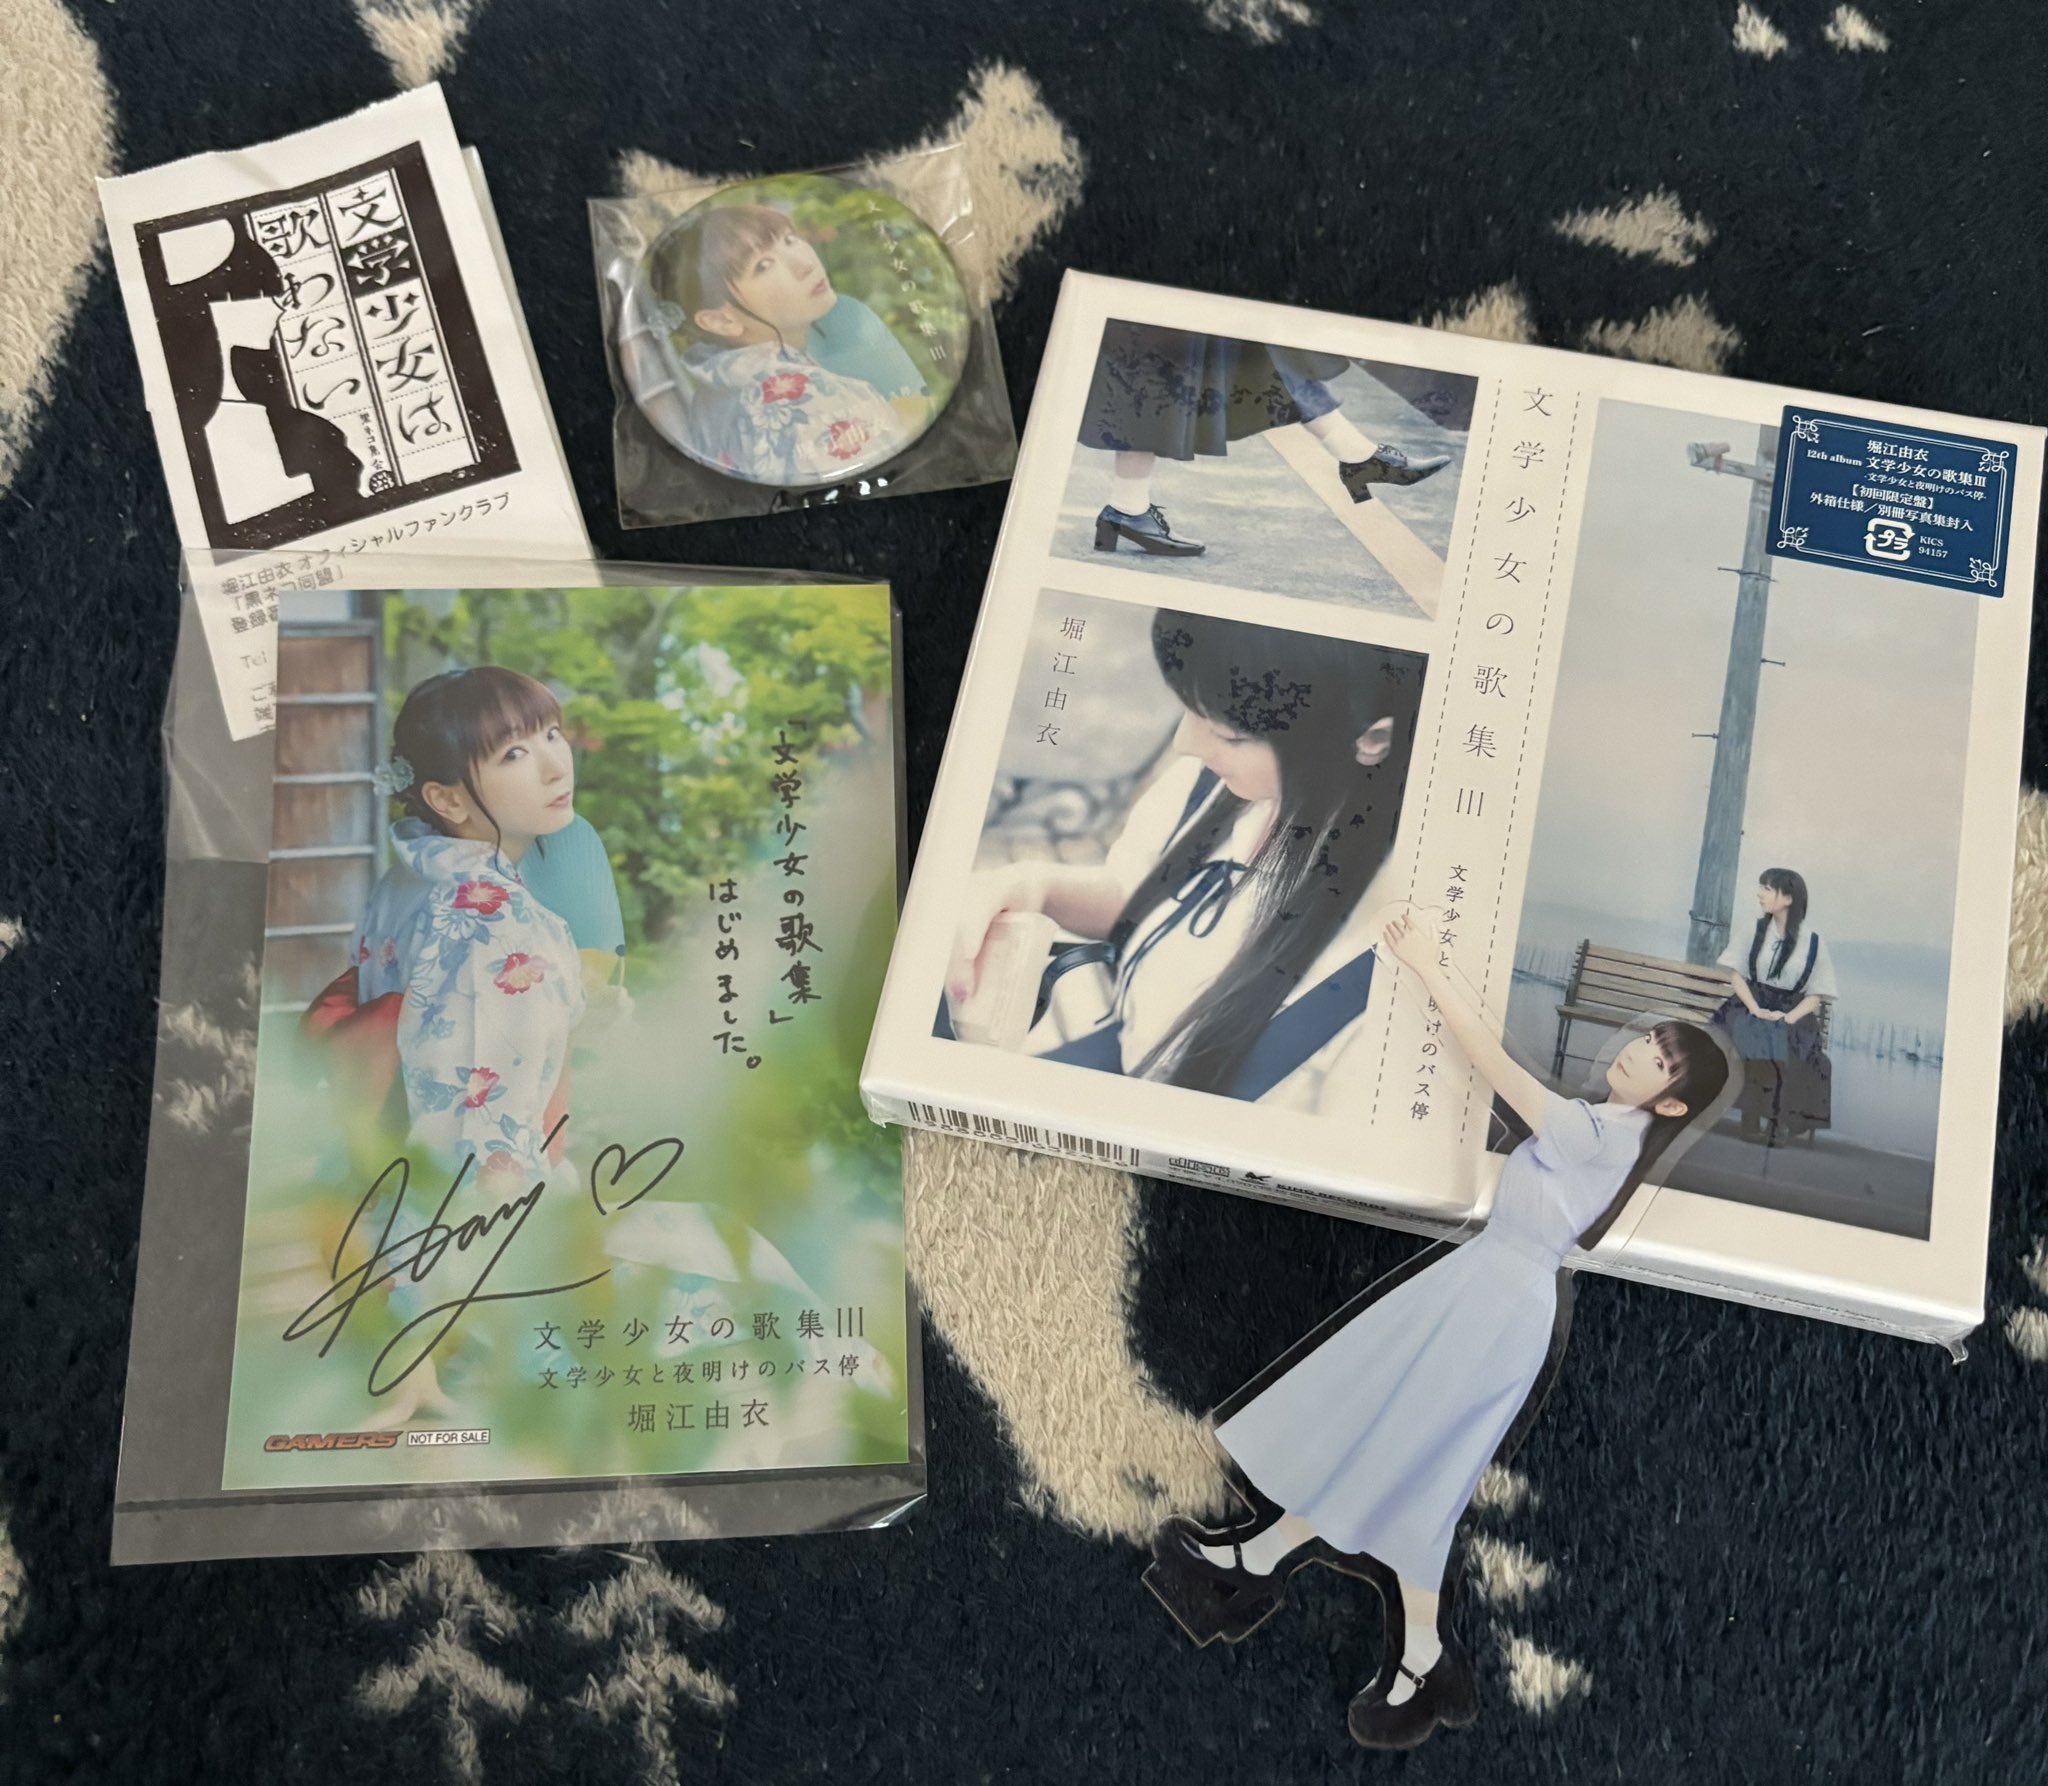 文学少女は
歌わない
黒ネコ集会
堀江由衣 オフィシャルファンクラブ
Tel
文学少女の歌集III
「文学少女の歌集」
はじめました。
文学少女の歌集III
文学少女と夜明けのバス停
堀江由衣
GAMERS NOT FOR SALE
堀江由衣
文学少女の歌集III
文学少女と
明けのバス停
堀江由衣
12th album 文学少女の歌集III
-文学少女と夜明けのバス停-
【初回限定盤】
外箱仕様/別冊写真集封入
プラ
KICS
94157
KING RECORDS